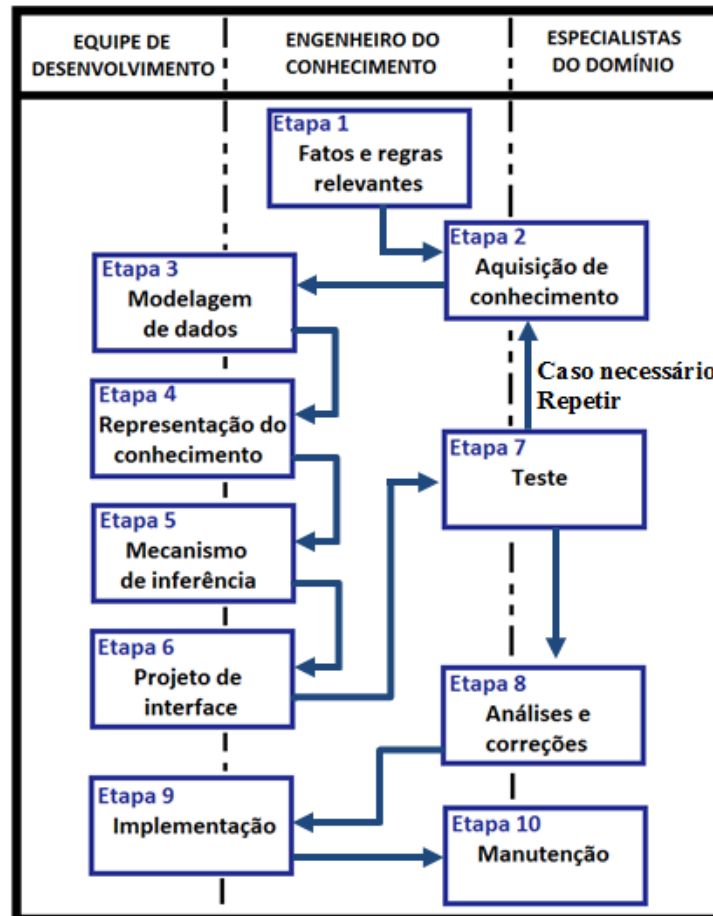 EQUIPE DE
DESENVOLVIMENTO
ENGENHEIRO DO
CONHECIMENTO
ESPECIALISTAS
DO DOMÍNIO
Etapa 1
Fatos e regras
relevantes
Etapa 2
Aquisição de
conhecimento
Etapa 3
Modelagem
de dados
Caso necessário
Repetir
Etapa 4
Representação do
conhecimento
Etapa 7
Teste
Etapa 5
Mecanismo
de inferência
Etapa 6
Projeto de
interface
Etapa 8
Análises e
correções
Etapa 9
Implementação
Etapa 10
Manutenção